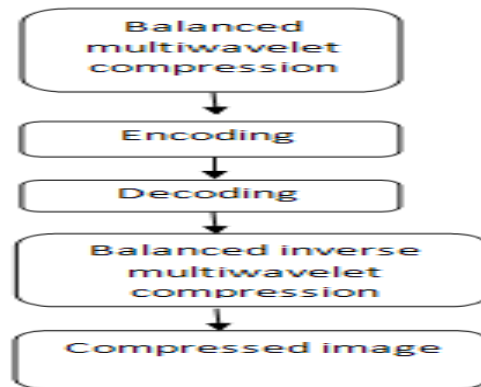 Balanced
multiwavelet
compression
Encoding
Decoding
Balanced inverse
multiwavelet
compression
Compressed image